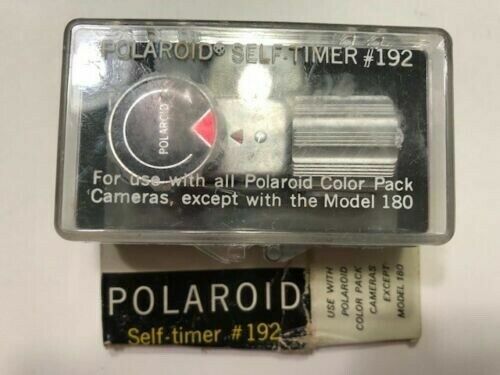 POLAROID® SELF-TIMER #192
POLAROID
For use with all Polaroid Color Pack
Cameras, except with the Model 180
POLAROID
Self-timer #192
USE WITH
POLAROID
COLOR PACK
CAMERAS
EXCEPT
MODEL 180